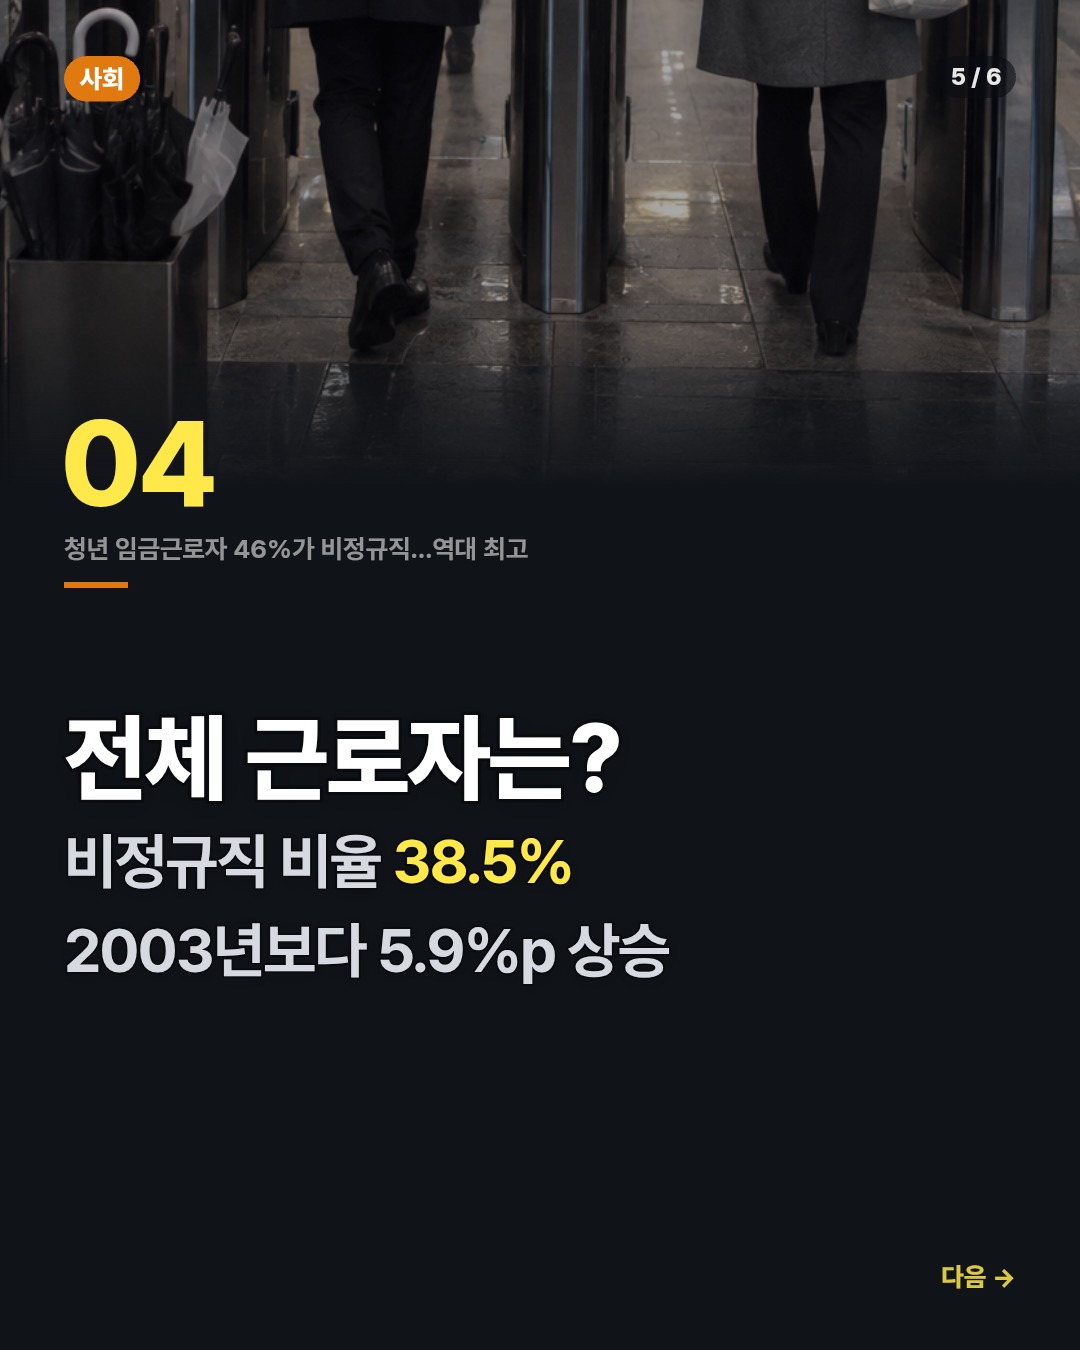 사회
5 / 6
04
청년 임금근로자 46%가 비정규직...역대 최고
전체 근로자는?
비정규직 비율 38.5%
2003년보다 5.9%p 상승
다음 →